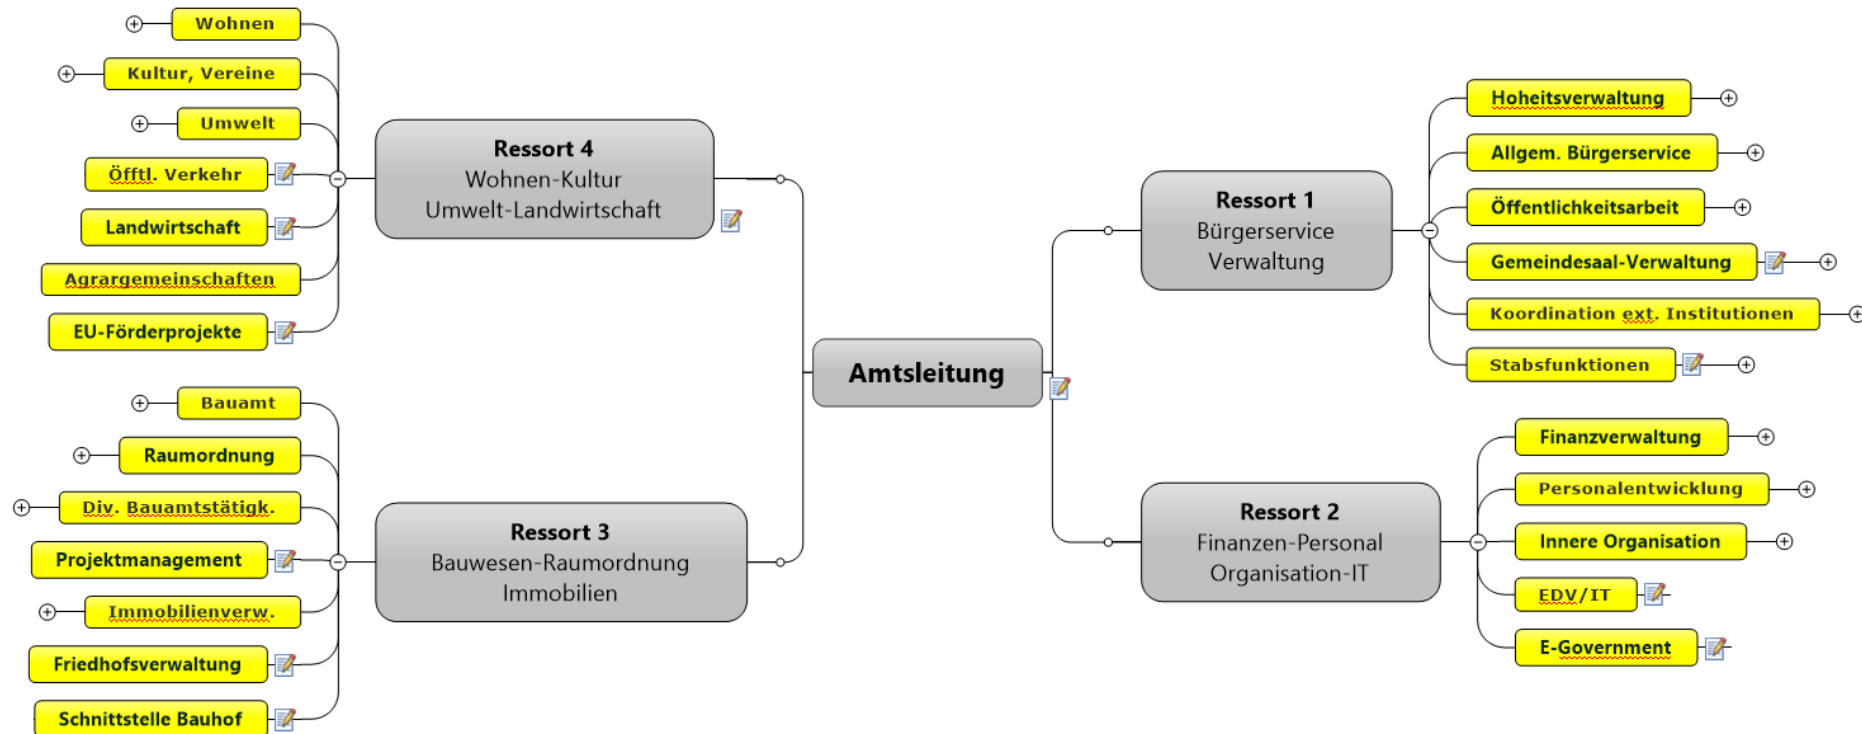 Wohnen
Kultur, Vereine
Umwelt
Öfftl. Verkehr
Landwirtschaft
Agrargemeinschaften
EU-Förderprojekte
Ressort 4
Wohnen-Kultur
Umwelt-Landwirtschaft
Bauamt
Raumordnung
Div. Bauamtstätigk.
Projektmanagement
Immobilienverw.
Friedhofsverwaltung
Schnittstelle Bauhof
Ressort 3
Bauwesen-Raumordnung
Immobilien
Amtsleitung
Ressort 1
Bürgerservice
Verwaltung
Hoheitsverwaltung
Allgem. Bürgerservice
Öffentlichkeitsarbeit
Gemeindesaal-Verwaltung
Koordination ext. Institutionen
Stabsfunktionen
Ressort 2
Finanzen-Personal
Organisation-IT
Finanzverwaltung
Personalentwicklung
Innere Organisation
EDV/IT
E-Government